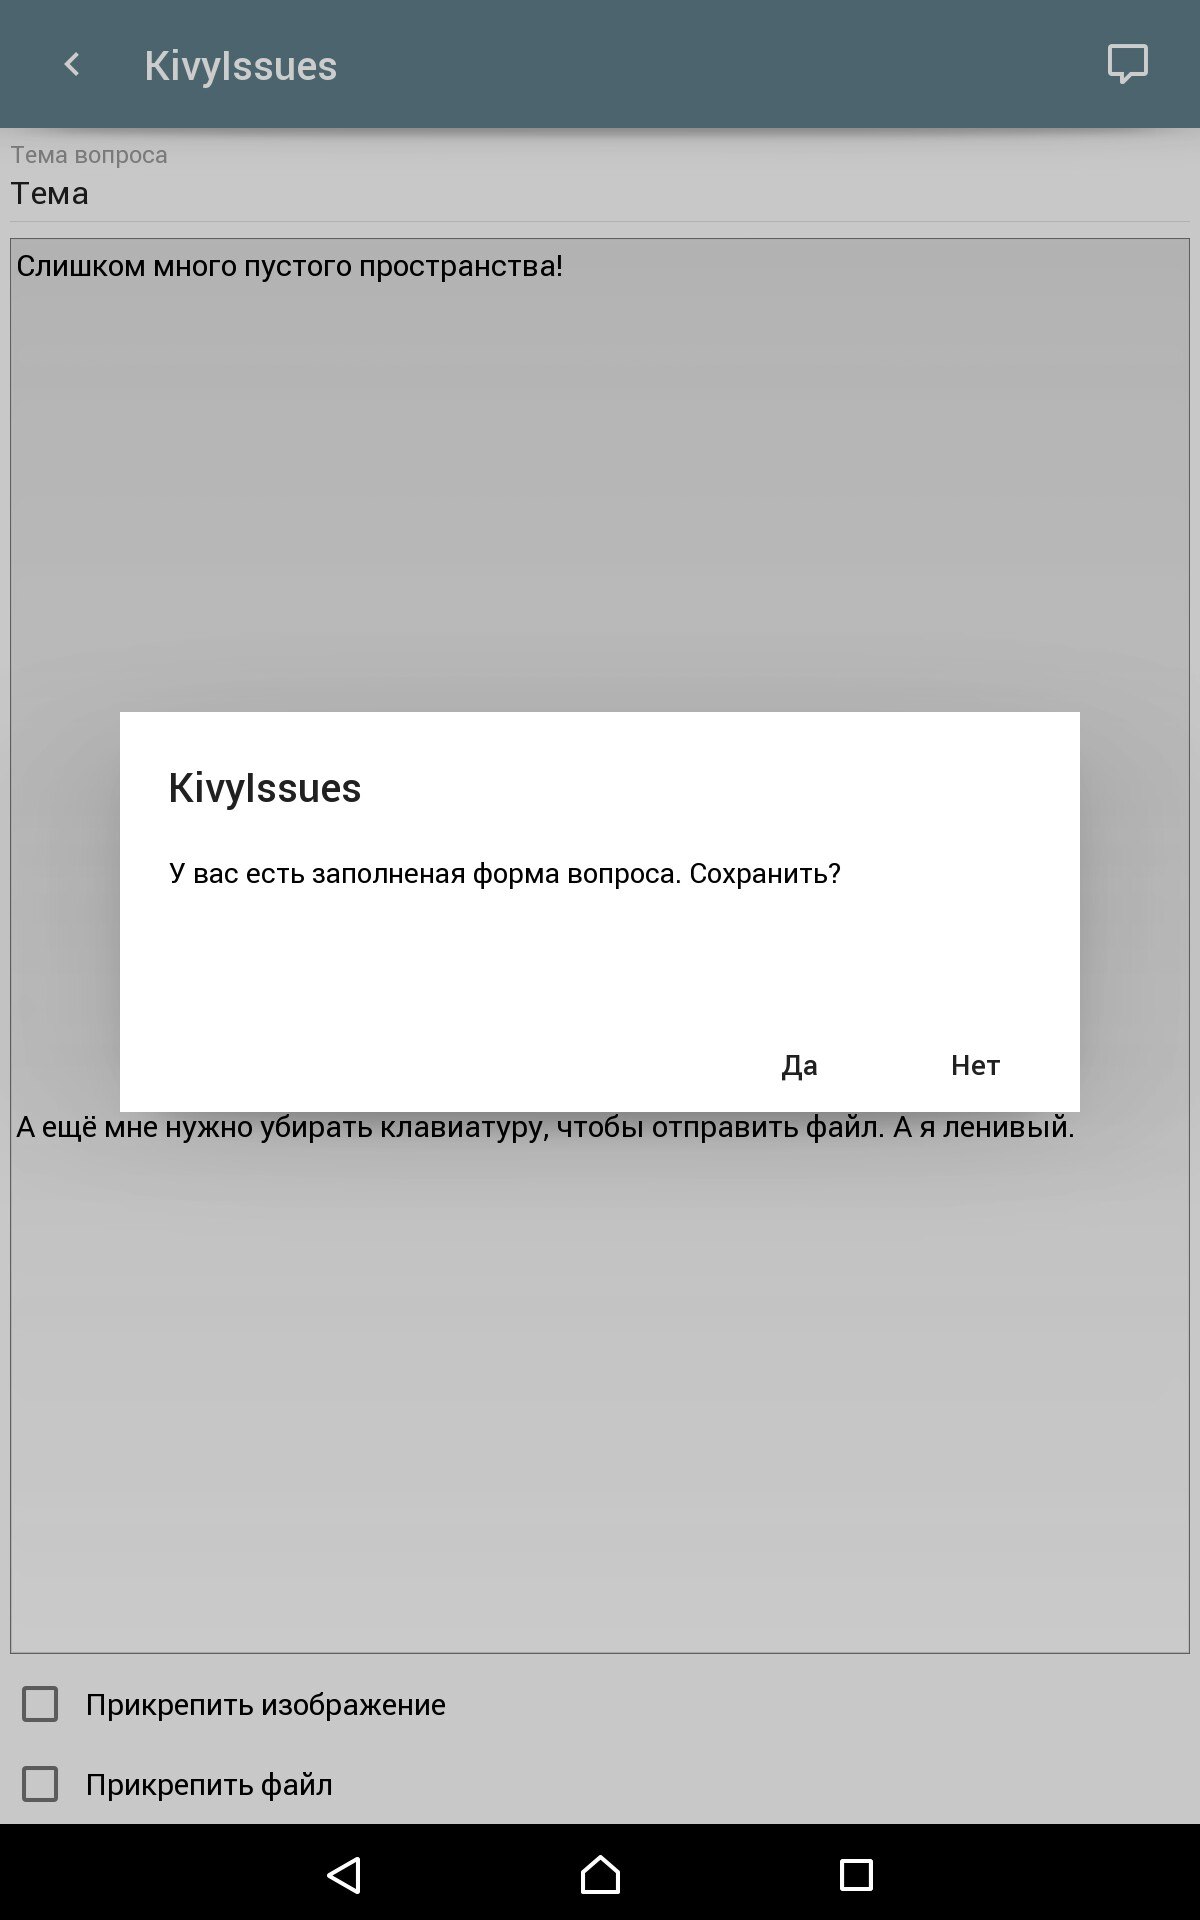 KivyIssues
Тема вопроса
Тема
Слишком много пустого пространства!
KivyIssues
У вас есть заполненая форма вопроса. Сохранить?
Да Нет
А ещё мне нужно убирать клавиатуру, чтобы отправить файл. А я ленивый.
Прикрепить изображение
Прикрепить файл